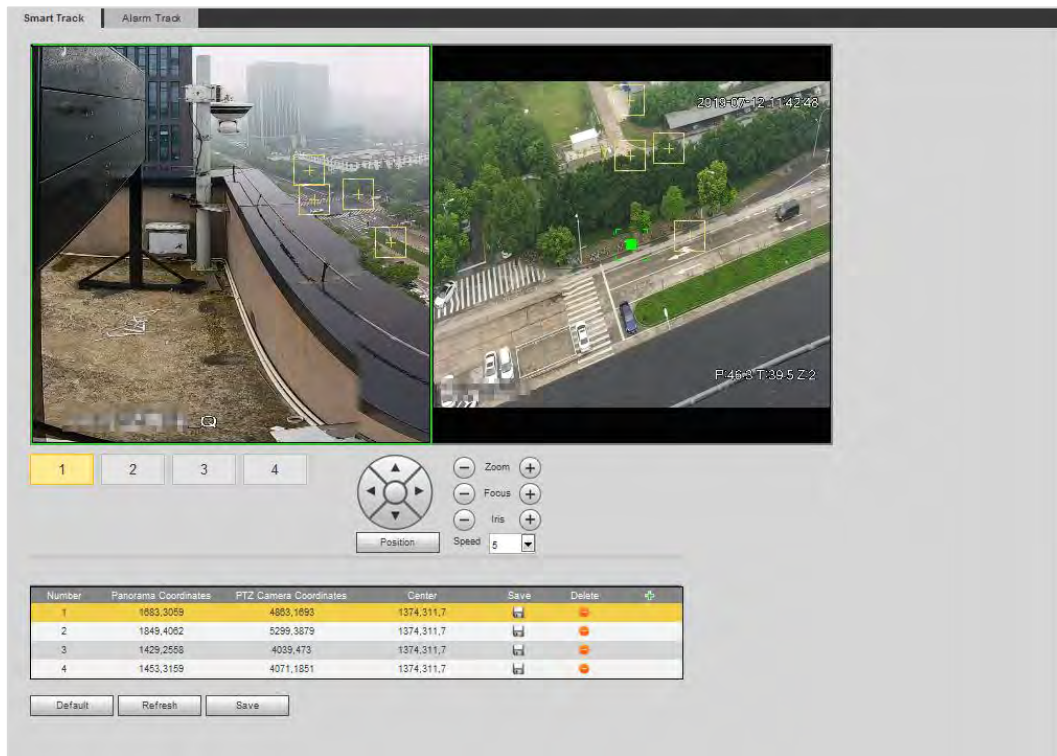 Smart Track Alarm Track
2019-07-12 11:42:48
P:46.3 T:39.5 Z:2
1 2 3 4
Zoom
Focus
Iris
Position Speed 5
Number Panorama Coordinates PTZ Camera Coordinates Center Save Delete
1 1683,3059 4863,1693 1374,311,7
2 1849,4062 5299,3879 1374,311,7
3 1429,2558 4039,473 1374,311,7
4 1453,3159 4071,1851 1374,311,7
Default Refresh Save